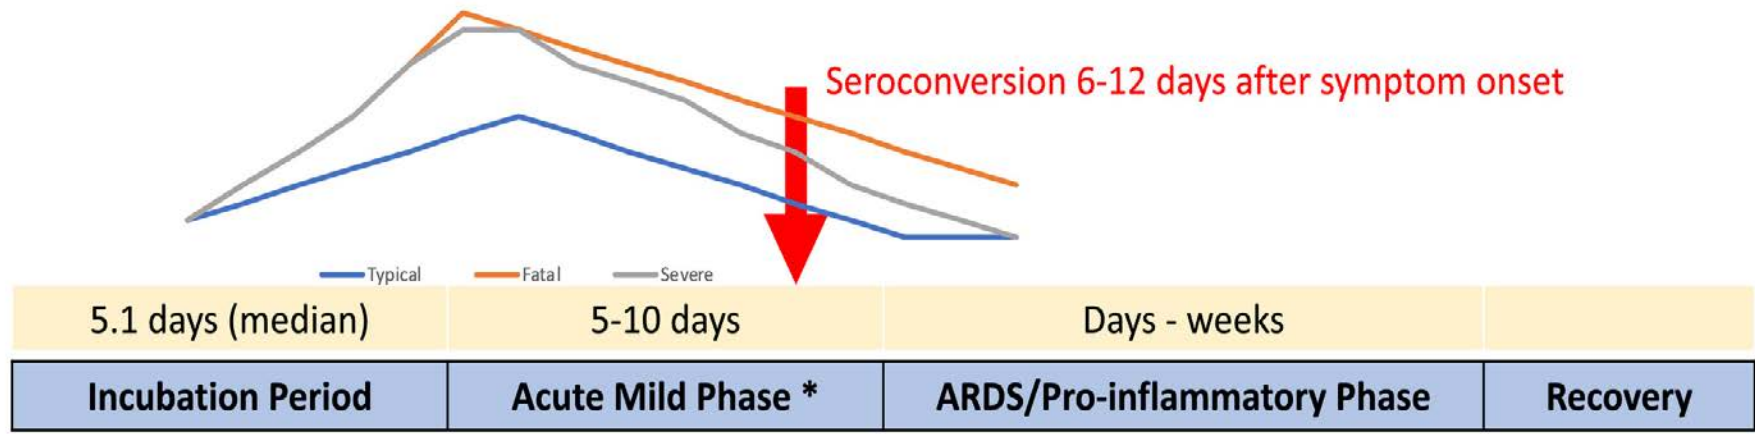 Seroconversion 6-12 days after symptom onset
Typical Fatal Severe
5.1 days (median) 5-10 days Days - weeks
Incubation Period Acute Mild Phase * ARDS/Pro-inflammatory Phase Recovery